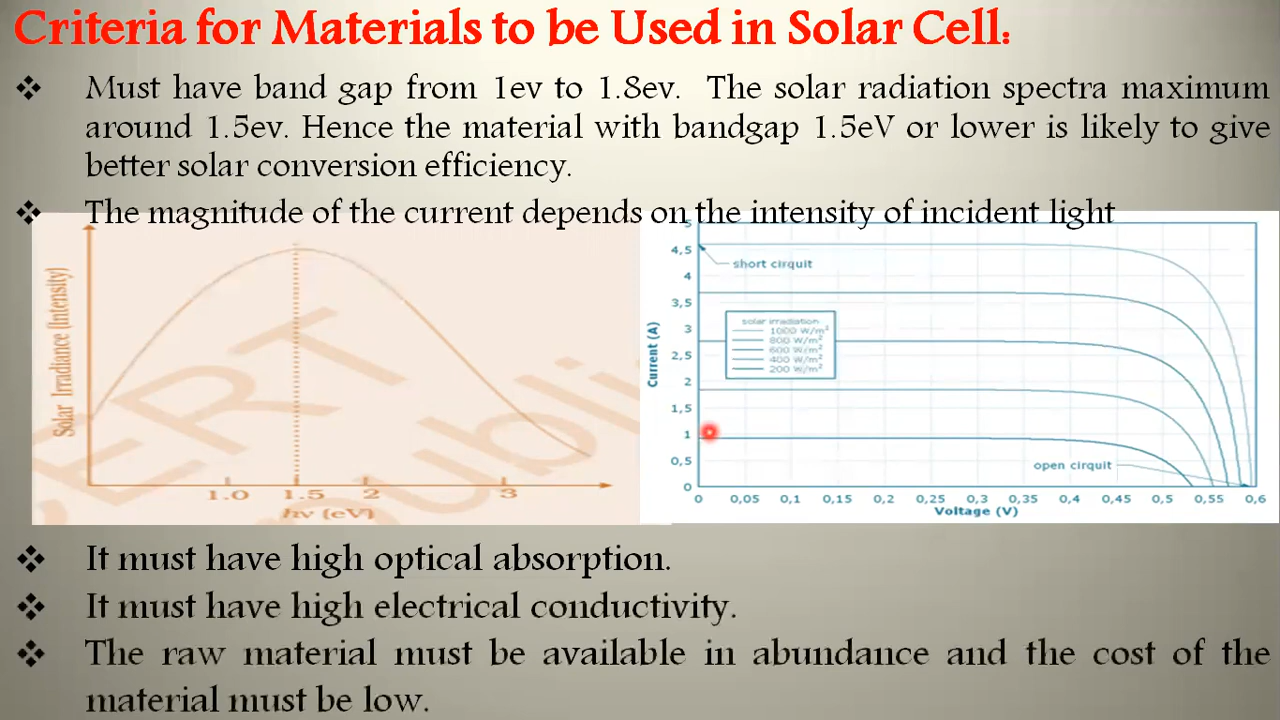 Criteria for Materials to be Used in Solar Cell:
❖ Must have band gap from 1ev to 1.8ev. The solar radiation spectra maximum
around 1.5ev. Hence the material with bandgap 1.5eV or lower is likely to give
better solar conversion efficiency.
❖ The magnitude of the current depends on the intensity of incident light
Solar Irradiance (Intensity)
1.0 1.5 2 3
hν (eV)
Current (A)
5
4,5
4
3,5
3
2,5
2
1,5
1
0,5
0
short cirquit
solar irradiation
1000 W/m²
800 W/m²
600 W/m²
400 W/m²
200 W/m²
open cirquit
0 0,05 0,1 0,15 0,2 0,25 0,3 0,35 0,4 0,45 0,5 0,55 0,6
Voltage (V)
❖ It must have high optical absorption.
❖ It must have high electrical conductivity.
❖ The raw material must be available in abundance and the cost of the
material must be low.